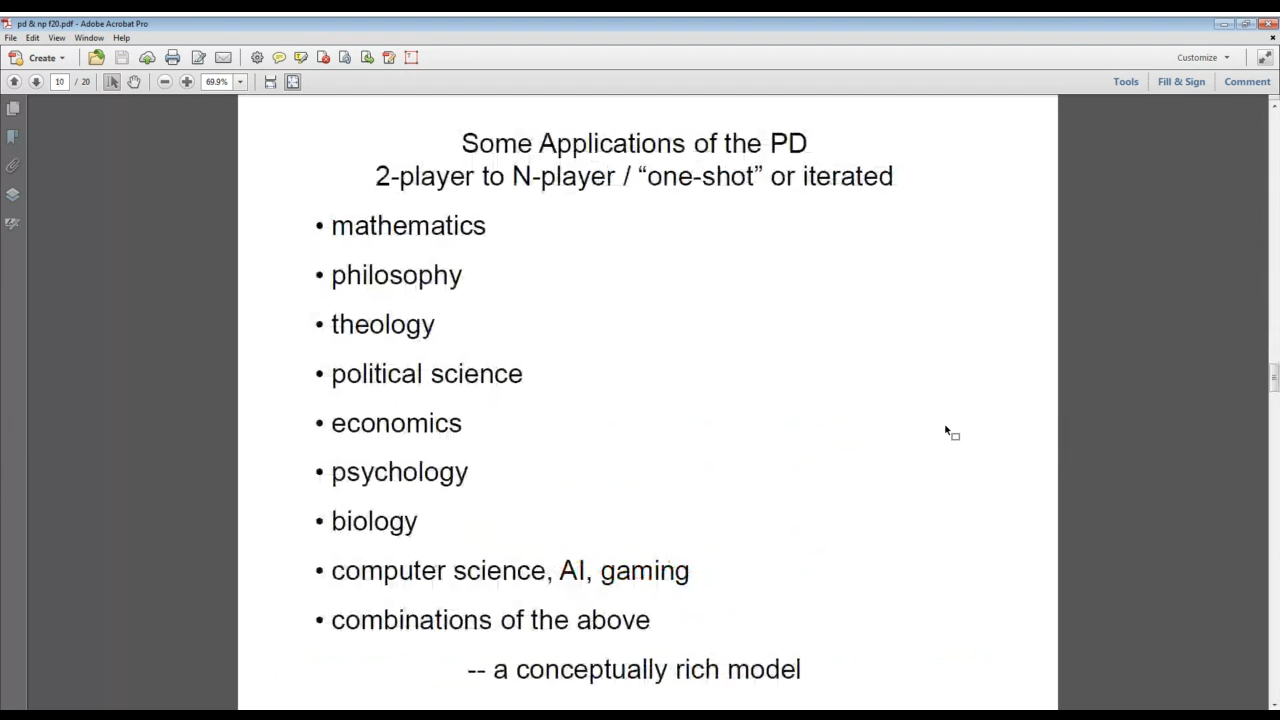 pd & np f20.pdf - Adobe Acrobat Pro
File Edit View Window Help
Create
Customize
10 / 20
69.9%
Tools Fill & Sign Comment
Some Applications of the PD
2-player to N-player / “one-shot” or iterated
• mathematics
• philosophy
• theology
• political science
• economics
• psychology
• biology
• computer science, AI, gaming
• combinations of the above
-- a conceptually rich model